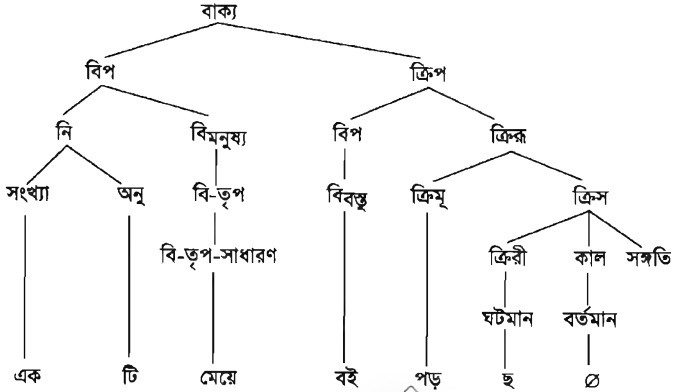 বাক্য
বিপ ক্রিপ
নি বিমনুষ্য বিপ ক্রিরূ
সংখ্যা অনু বি-তৃপ বিবস্তু ক্রিমূ ক্রিস
বি-তৃপ-সাধারণ ক্রিরী কাল সঙ্গতি
ঘটমান বর্তমান
এক টি মেয়ে বই পড় ছ Ø